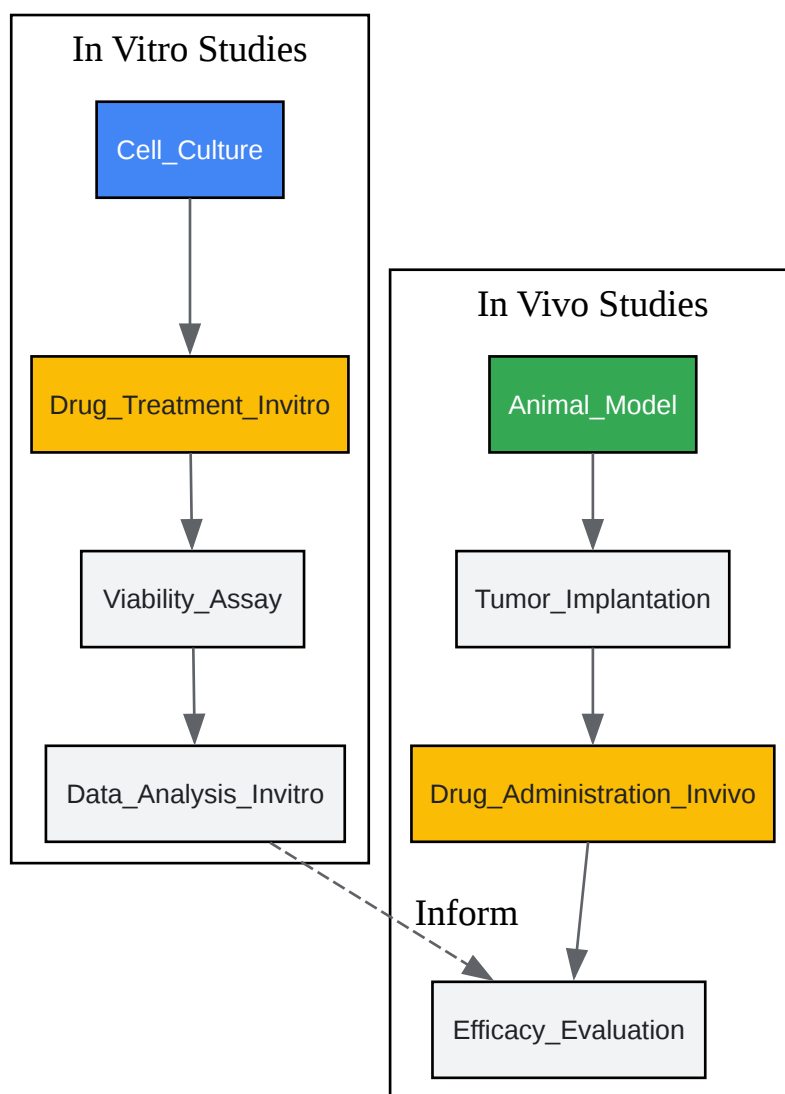 In Vitro Studies
Cell_Culture
Drug_Treatment_Invitro
Viability_Assay
Data_Analysis_Invitro
In Vivo Studies
Animal_Model
Tumor_Implantation
Drug_Administration_Invivo
Inform
Efficacy_Evaluation